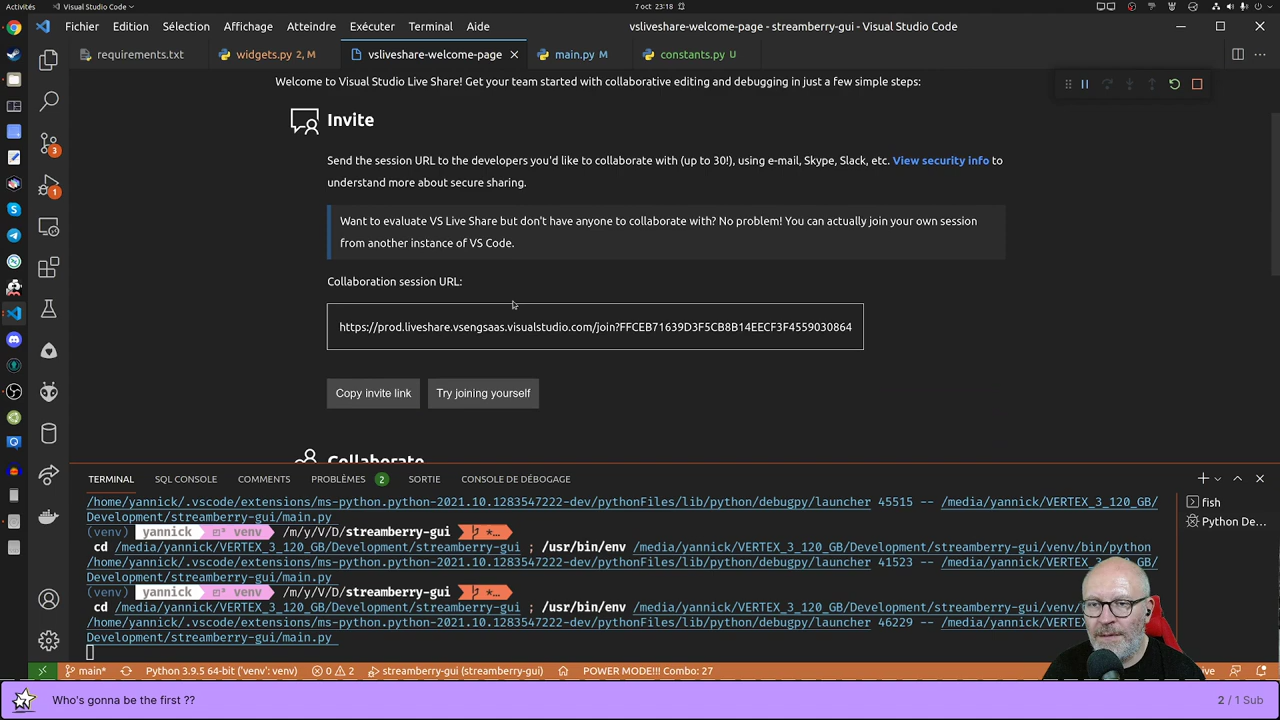 Activités
Visual Studio Code
7 oct 23:18
Fichier Edition Sélection Affichage Atteindre Exécuter Terminal Aide
vsliveshare-welcome-page - streamberry-gui - Visual Studio Code
requirements.txt
widgets.py 2, M
vsliveshare-welcome-page
main.py M
constants.py U
Welcome to Visual Studio Live Share! Get your team started with collaborative editing and debugging in just a few simple steps:
Invite
Send the session URL to the developers you'd like to collaborate with (up to 30!), using e-mail, Skype, Slack, etc. View security info to
understand more about secure sharing.
Want to evaluate VS Live Share but don't have anyone to collaborate with? No problem! You can actually join your own session
from another instance of VS Code.
Collaboration session URL:
https://prod.liveshare.vsengsaas.visualstudio.com/join?FFCEB71639D3F5CB8B14EECF3F4559030864
Copy invite link
Try joining yourself
Collaborate
3
1
TERMINAL SQL CONSOLE COMMENTS PROBLÈMES 2 SORTIE CONSOLE DE DÉBOGAGE
/home/yannick/.vscode/extensions/ms-python.python-2021.10.1283547222-dev/pythonFiles/lib/python/debugpy/launcher 45515 -- /media/yannick/VERTEX_3_120_GB/
Development/streamberry-gui/main.py
(venv) yannick venv /m/y/V/D/streamberry-gui *…
cd /media/yannick/VERTEX_3_120_GB/Development/streamberry-gui ; /usr/bin/env /media/yannick/VERTEX_3_120_GB/Development/streamberry-gui/venv/bin/python
/home/yannick/.vscode/extensions/ms-python.python-2021.10.1283547222-dev/pythonFiles/lib/python/debugpy/launcher 41523 -- /media/yannick/VERTEX_3_120_GB/
Development/streamberry-gui/main.py
(venv) yannick venv /m/y/V/D/streamberry-gui *…
cd /media/yannick/VERTEX_3_120_GB/Development/streamberry-gui ; /usr/bin/env /media/yannick/VERTEX_3_120_GB/Development/streamberry-gui/venv/
/home/yannick/.vscode/extensions/ms-python.python-2021.10.1283547222-dev/pythonFiles/lib/python/debugpy/launcher 46229 -- /media/yannick/VERT
Development/streamberry-gui/main.py
fish
Python De...
main* Python 3.9.5 64-bit ('venv': venv) 0 2 streamberry-gui (streamberry-gui) POWER MODE!!! Combo: 27
Who's gonna be the first ??
2 / 1 Sub